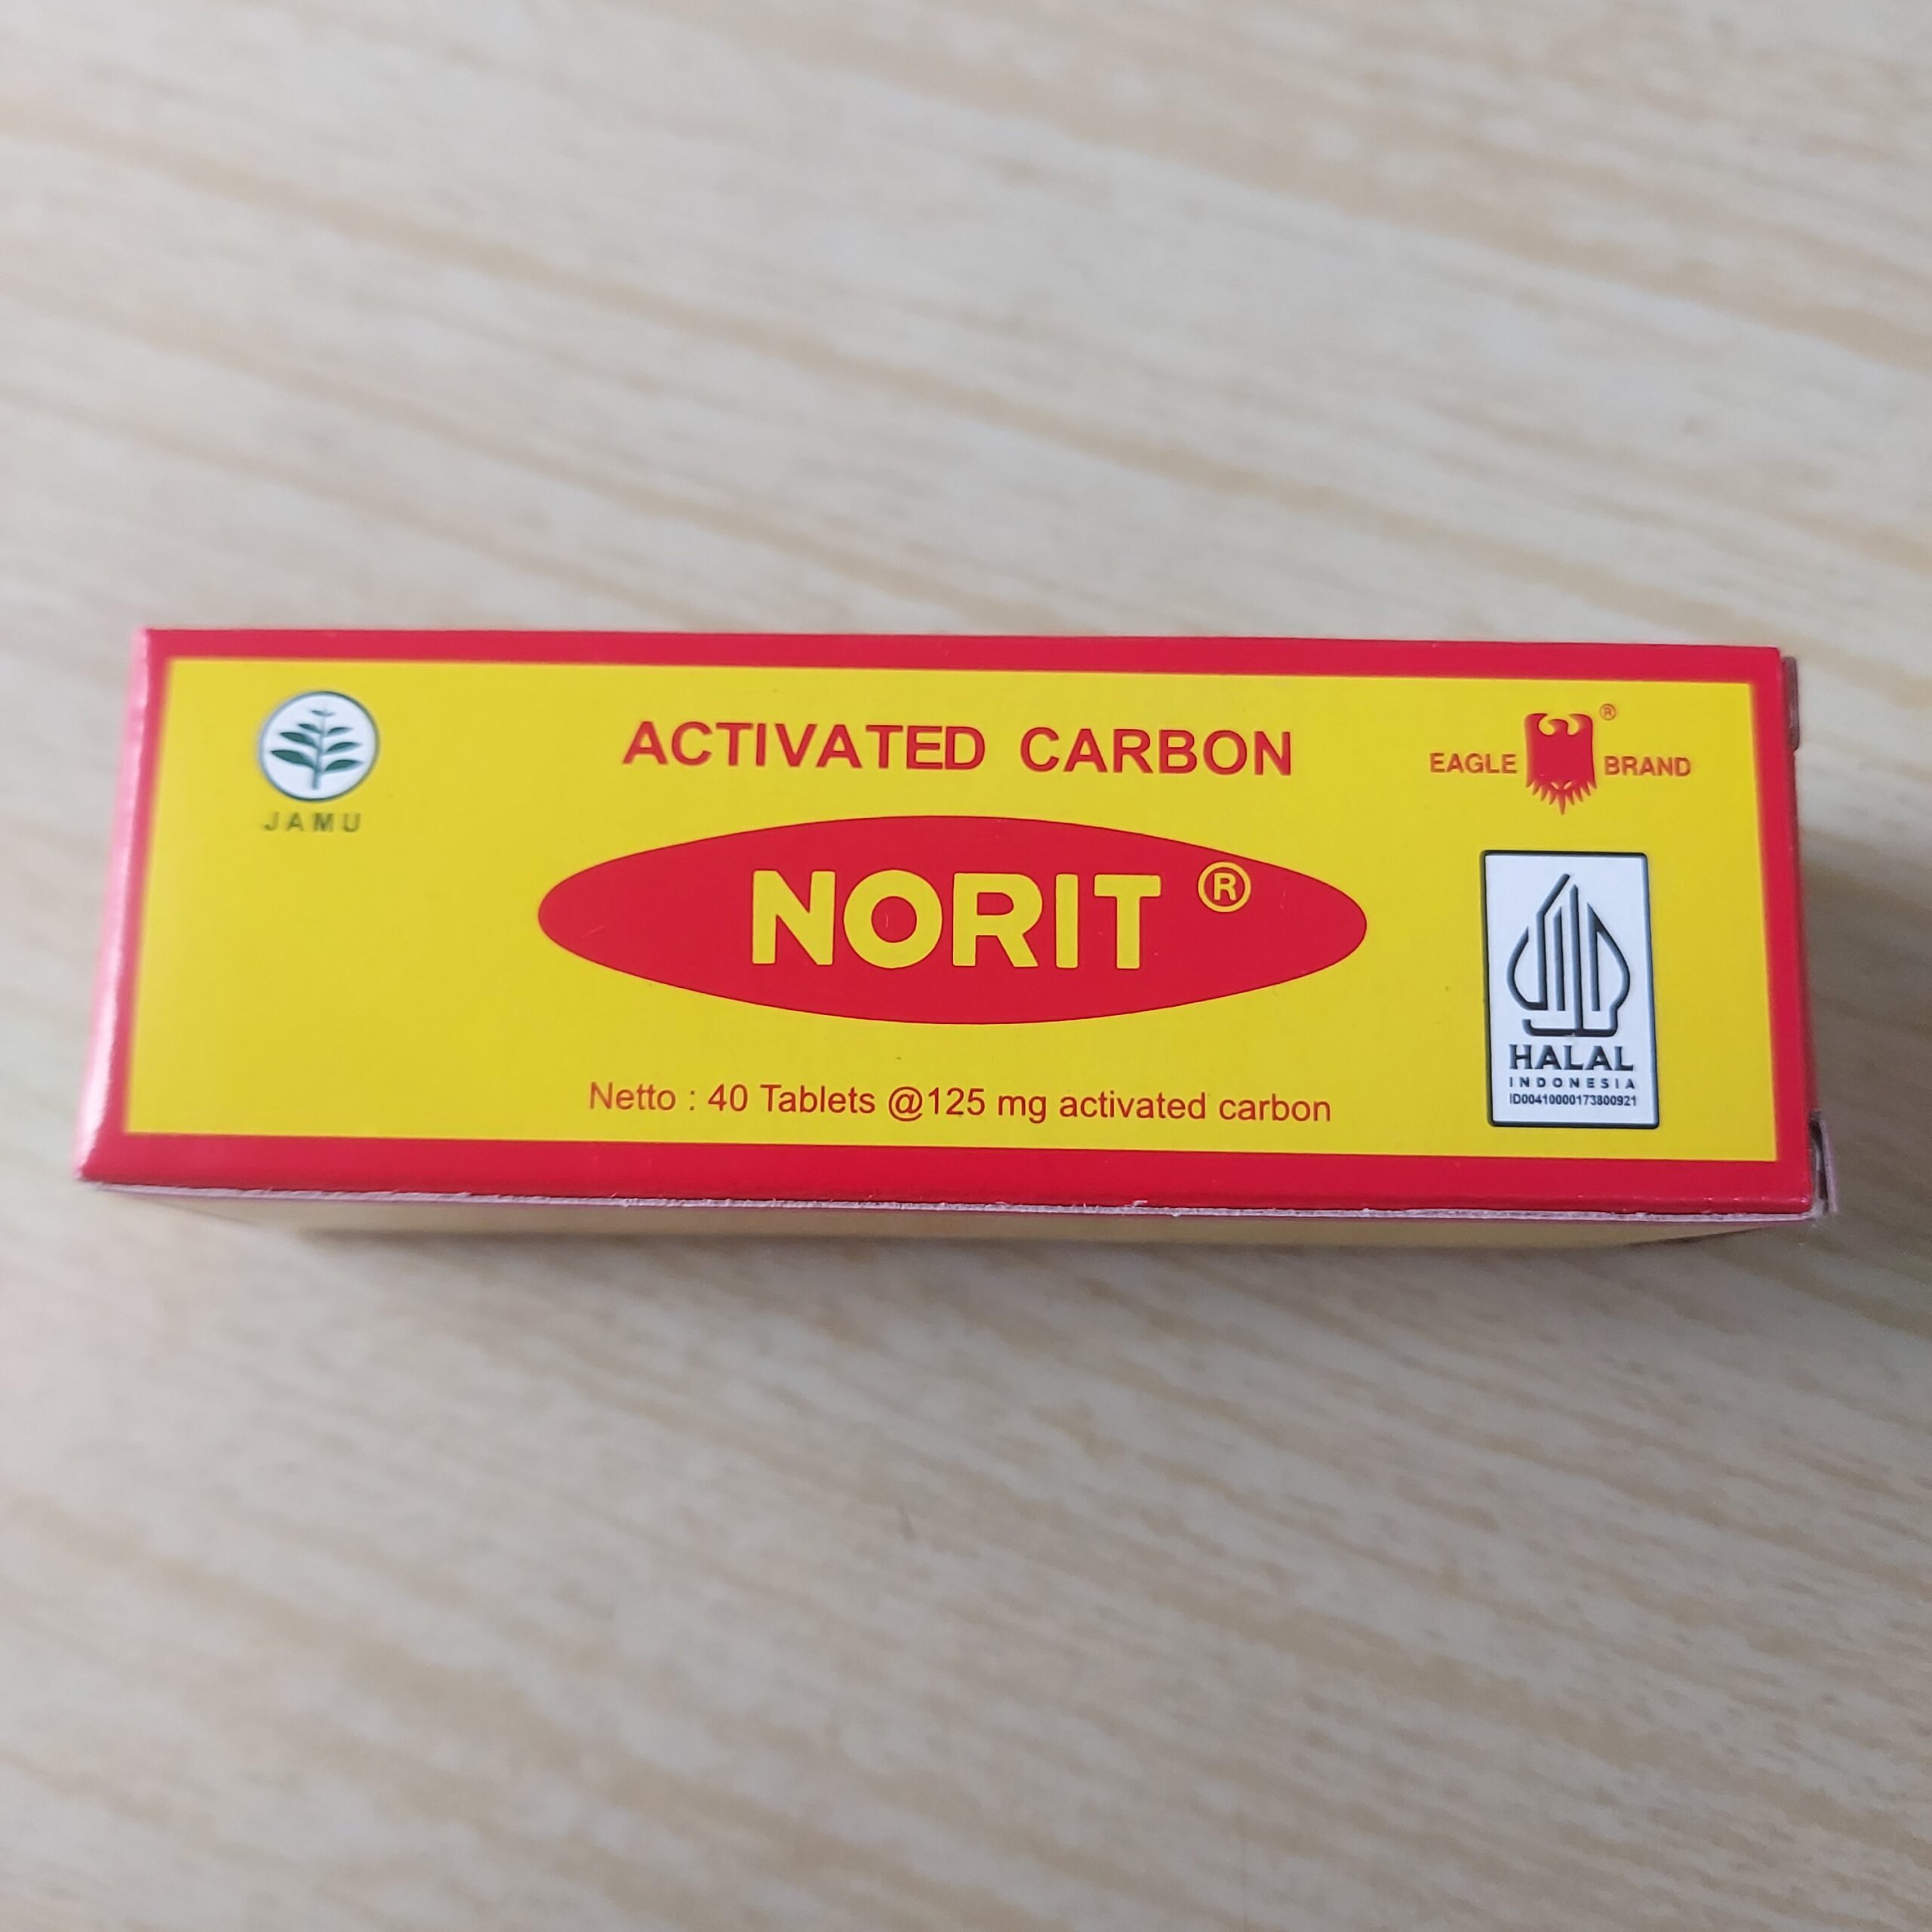 ACTIVATED CARBON
EAGLE BRAND ®
JAMU
NORIT ®
HALAL
INDONESIA
ID00410000173800921
Netto : 40 Tablets @125 mg activated carbon